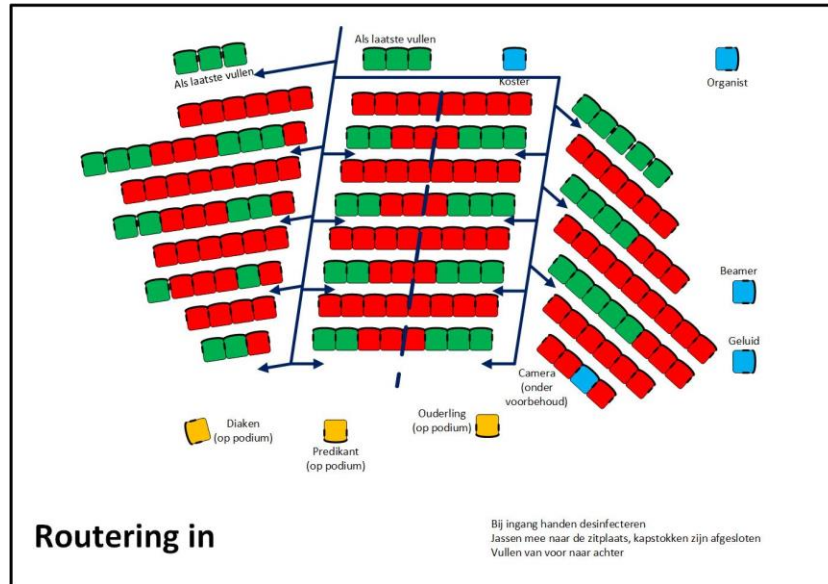 Als laatste vullen
Als laatste vullen
Koster
Organist
Beamer
Geluid
Camera
(onder
voorbehoud)
Diaken
(op podium)
Predikant
(op podium)
Ouderling
(op podium)
Routering in
Bij ingang handen desinfecteren
Jassen mee naar de zitplaats, kapstokken zijn afgesloten
Vullen van voor naar achter